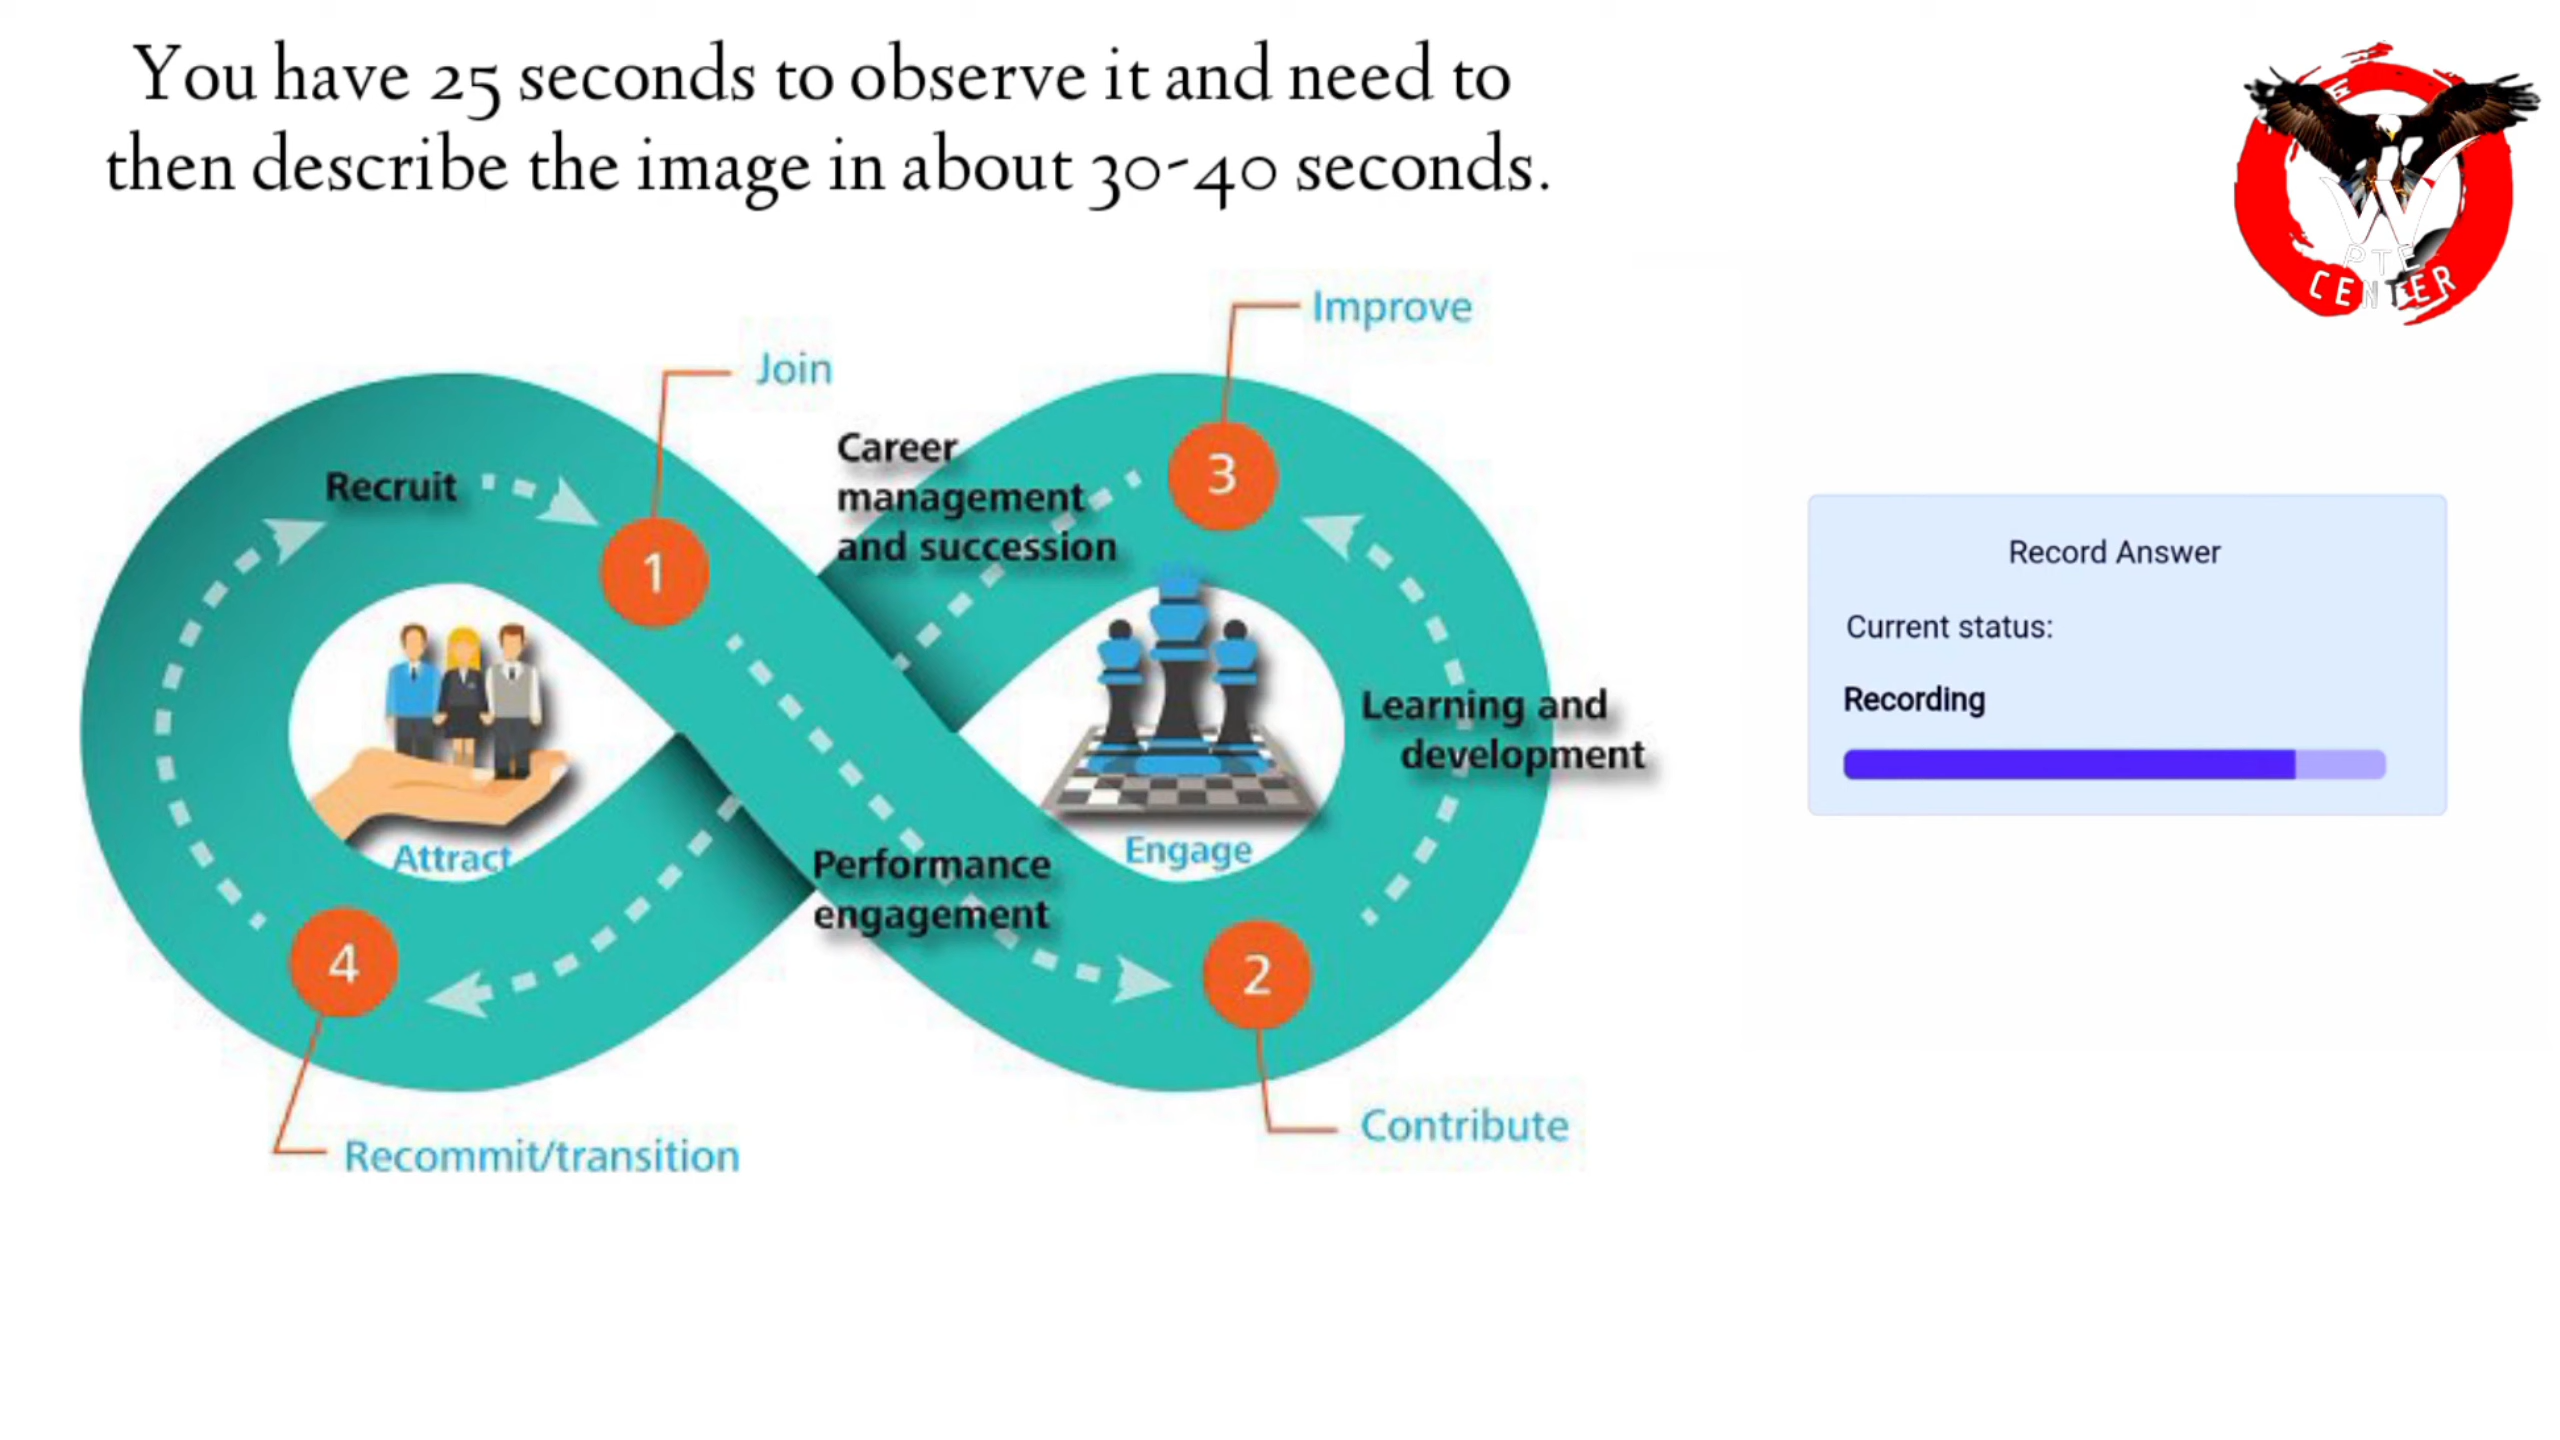 You have 25 seconds to observe it and need to
then describe the image in about 30-40 seconds.
W
PTE
CENTER
Improve
Join
3
Career
management
and succession
Recruit
1
Record Answer
Current status:
Recording
Learning and
development
Attract
Engage
Performance
engagement
4
2
Contribute
Recommit/transition